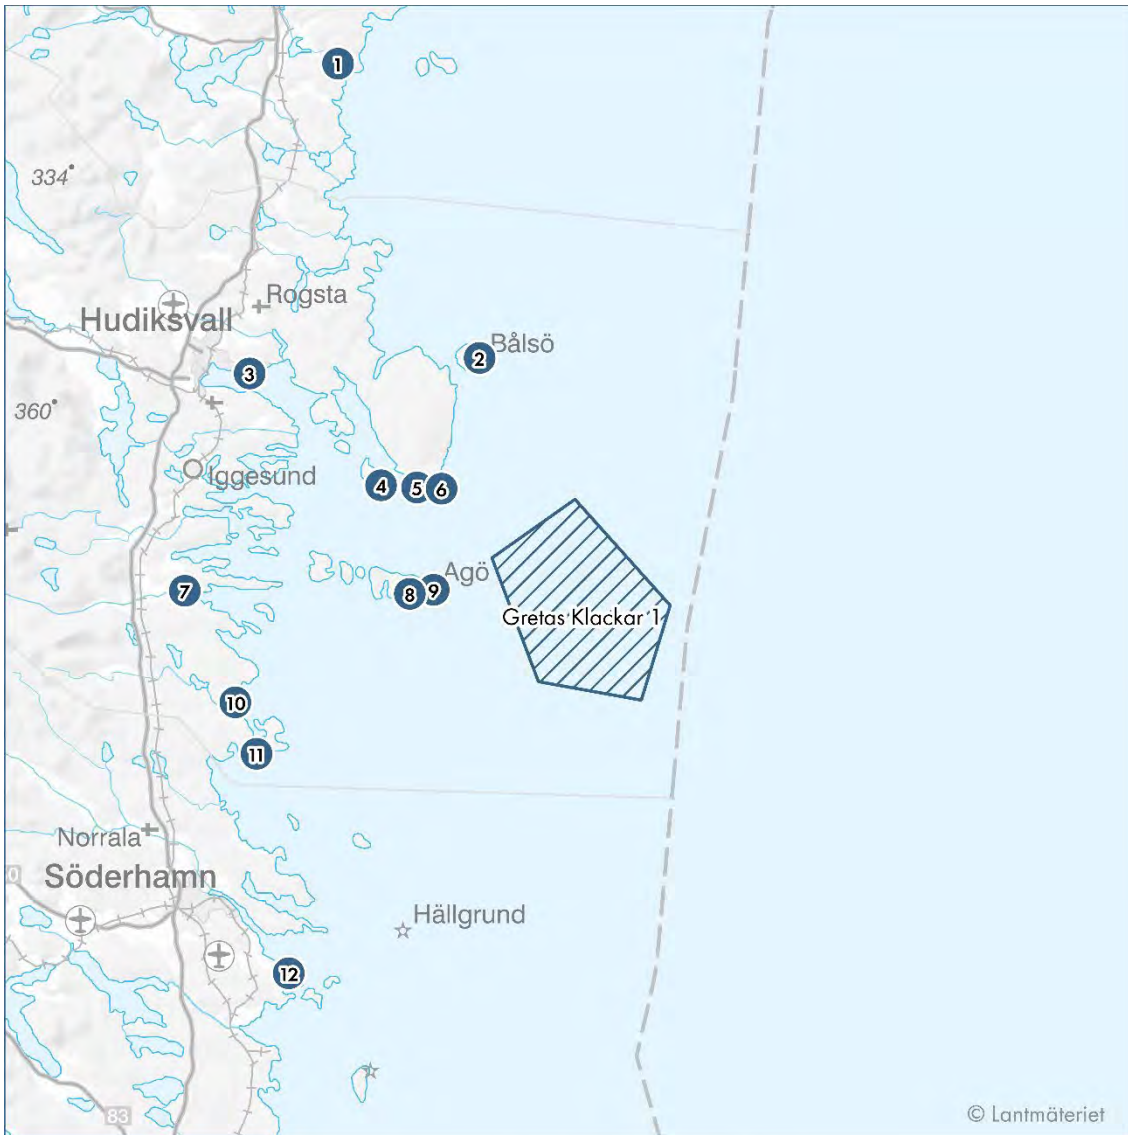 1
334
Rogsta
Hudiksvall
2
Bålsö
3
360
Iggesund
4
5
6
Agö
7
8
9
Gretas Klackar 1
10
11
Norrala
Söderhamn
0
Hällgrund
12
83
© Lantmäteriet